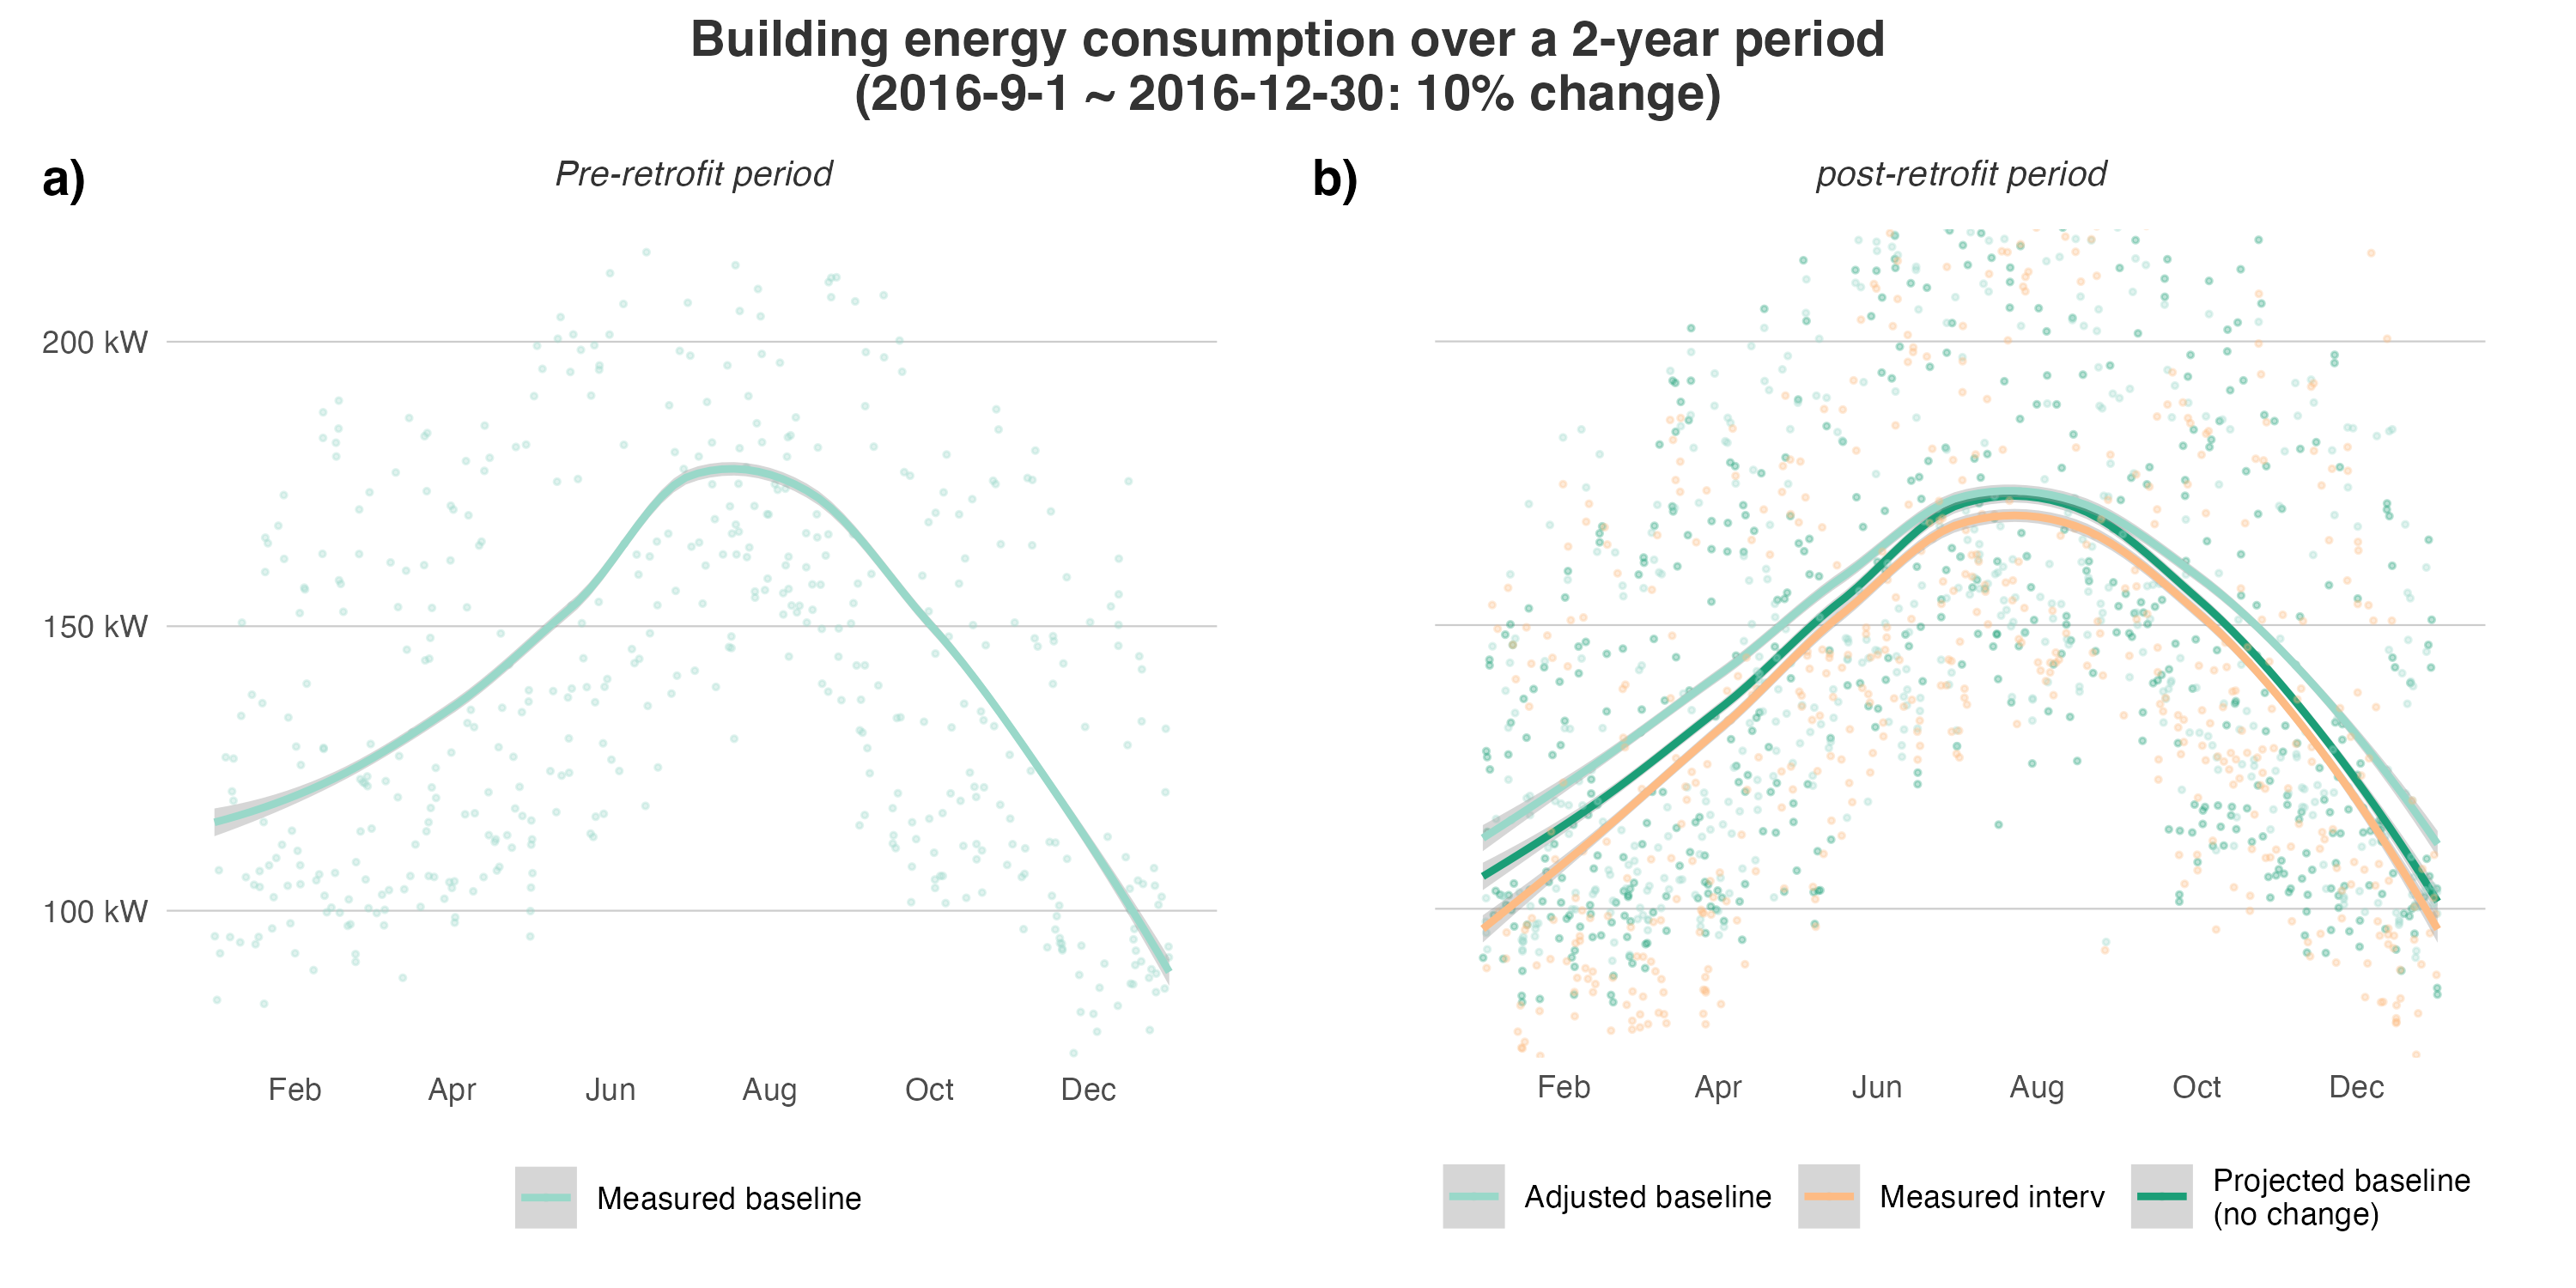 Building energy consumption over a 2-year period
(2016-9-1 ~ 2016-12-30: 10% change)
a)
Pre-retrofit period
200 kW
150 kW
100 kW
Feb Apr Jun Aug Oct Dec
Measured baseline
b)
post-retrofit period
Feb Apr Jun Aug Oct Dec
Adjusted baseline
Measured interv
Projected baseline
(no change)